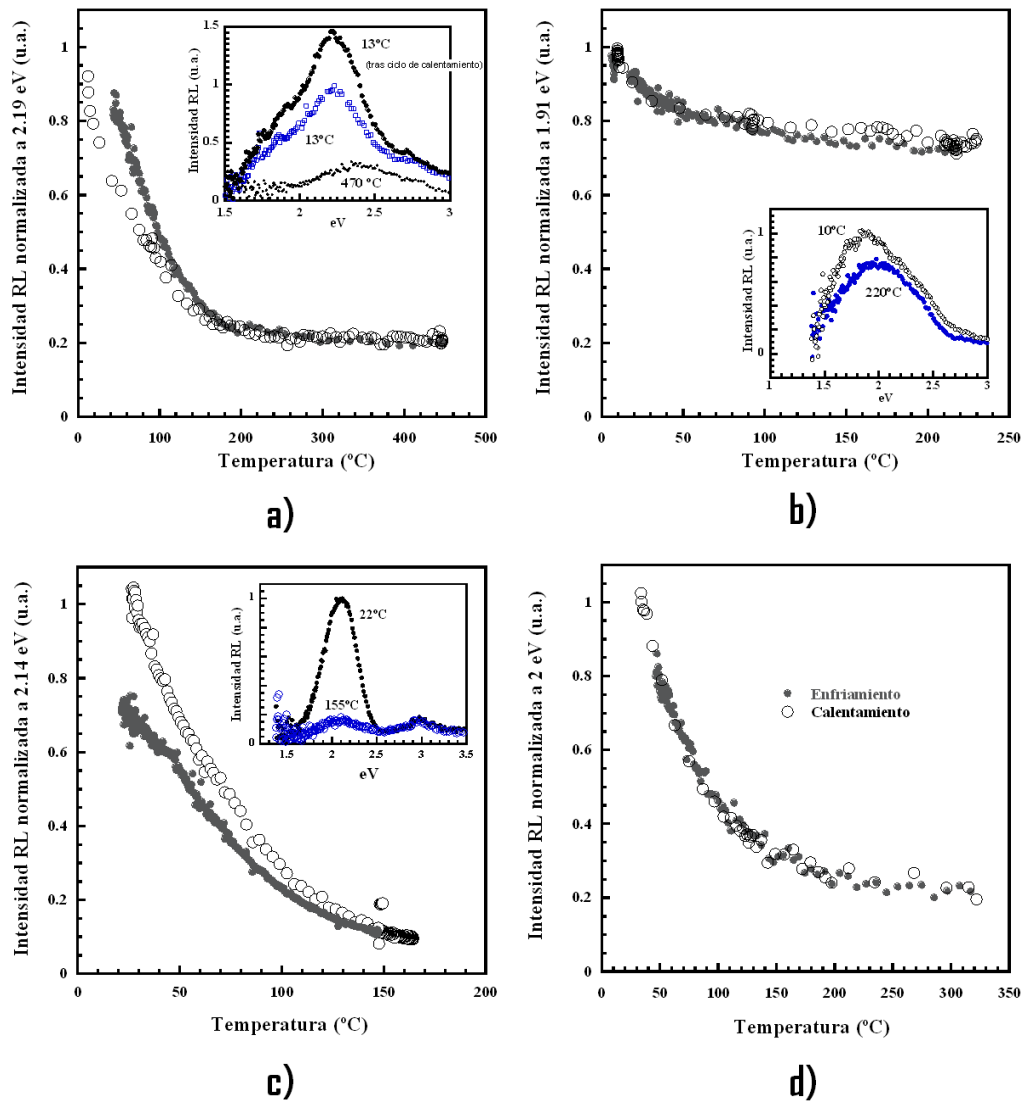 Intensidad RL normalizada a 2.19 eV (u.a.)
1
0.8
0.6
0.4
0.2
0
0
100
200
300
400
500
Temperatura (ºC)
Intensidad RL (u.a.)
1.5
1
0.5
0
1.5
2
2.5
3
eV
13ºC
(tras ciclo de calentamiento)
13ºC
470 ºC
a)
Intensidad RL normalizada a 1.91 eV (u.a.)
1
0.8
0.6
0.4
0.2
0
0
50
100
150
200
250
Temperatura (ºC)
Intensidad RL (u.a.)
1
0
1
1.5
2
2.5
3
eV
10ºC
220ºC
b)
Intensidad RL normalizada a 2.14 eV (u.a.)
1
0.8
0.6
0.4
0.2
0
0
50
100
150
200
Temperatura (ºC)
Intensidad RL (u.a.)
1
0
1.5
2
2.5
3
3.5
eV
22ºC
155ºC
c)
Intensidad RL normalizada a 2 eV (u.a.)
1
0.8
0.6
0.4
0.2
0
0
50
100
150
200
250
300
350
Temperatura (ºC)
Enfriamiento
Calentamiento
d)